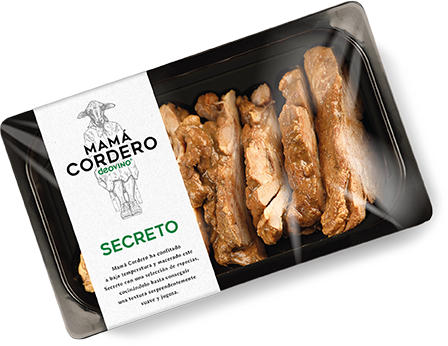 MAMÁ
CORDERO
deovino
SECRETO
Mamá Cordero ha confitado
a baja temperatura y macerado este
Secreto con una selección de especias,
cocinándolo hasta conseguir
una textura sorprendentemente
suave y jugosa.